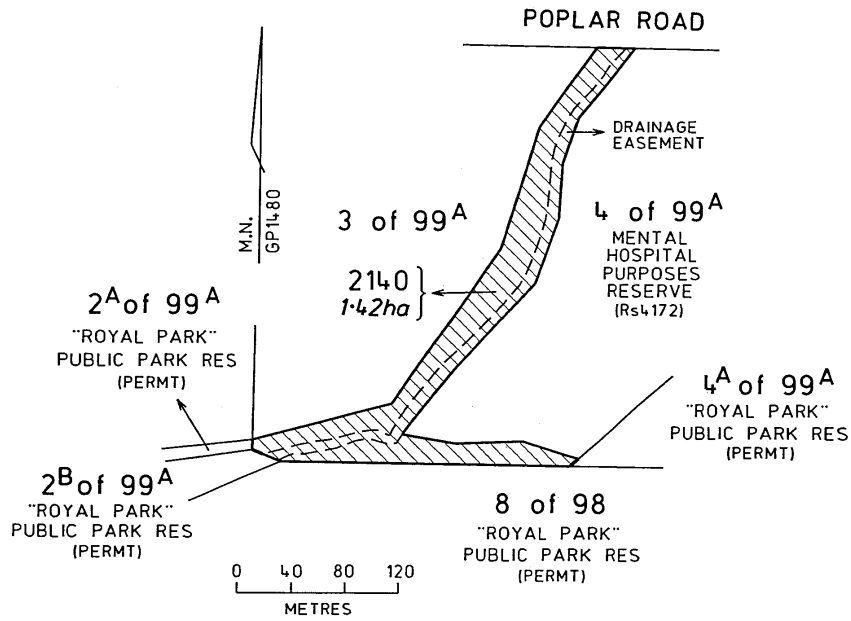 POPLAR ROAD
DRAINAGE
EASEMENT
M.N.
GP1480
3 of 99A
4 of 99A
MENTAL
HOSPITAL
PURPOSES
RESERVE
(Rs4172)
2140
1·42ha
2A of 99A
"ROYAL PARK"
PUBLIC PARK RES
(PERMT)
4A of 99A
"ROYAL PARK"
PUBLIC PARK RES
(PERMT)
2B of 99A
"ROYAL PARK"
PUBLIC PARK RES
(PERMT)
8 of 98
"ROYAL PARK"
PUBLIC PARK RES
(PERMT)
0 40 80 120
METRES